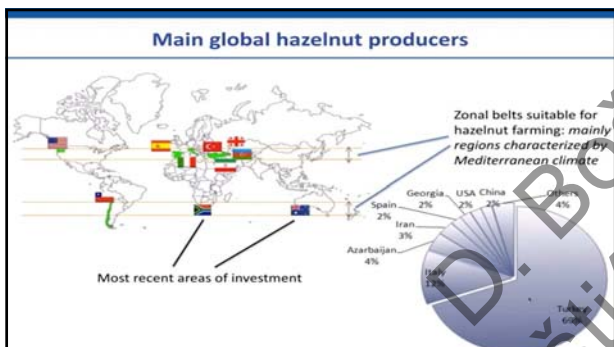 Main global hazelnut producers
Zonal belts suitable for
hazelnut farming: mainly
regions characterized by
Mediterranean climate
Most recent areas of investment
Georgia
2%
USA
2%
China
2%
Others
4%
Spain
2%
Iran
3%
Azarbaijan
4%
Italy
12%
Turkey
69%